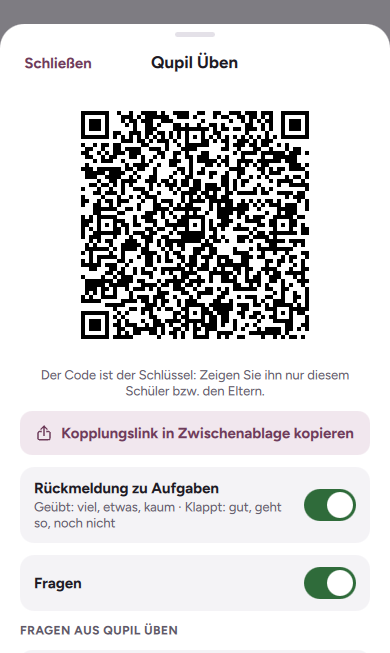 Schließen
Qupil Üben
Der Code ist der Schlüssel: Zeigen Sie ihn nur diesem
Schüler bzw. den Eltern.
Kopplungslink in Zwischenablage kopieren
Rückmeldung zu Aufgaben
Geübt: viel, etwas, kaum · Klappt: gut, geht
so, noch nicht
Fragen
FRAGEN AUS QUPIL ÜBEN